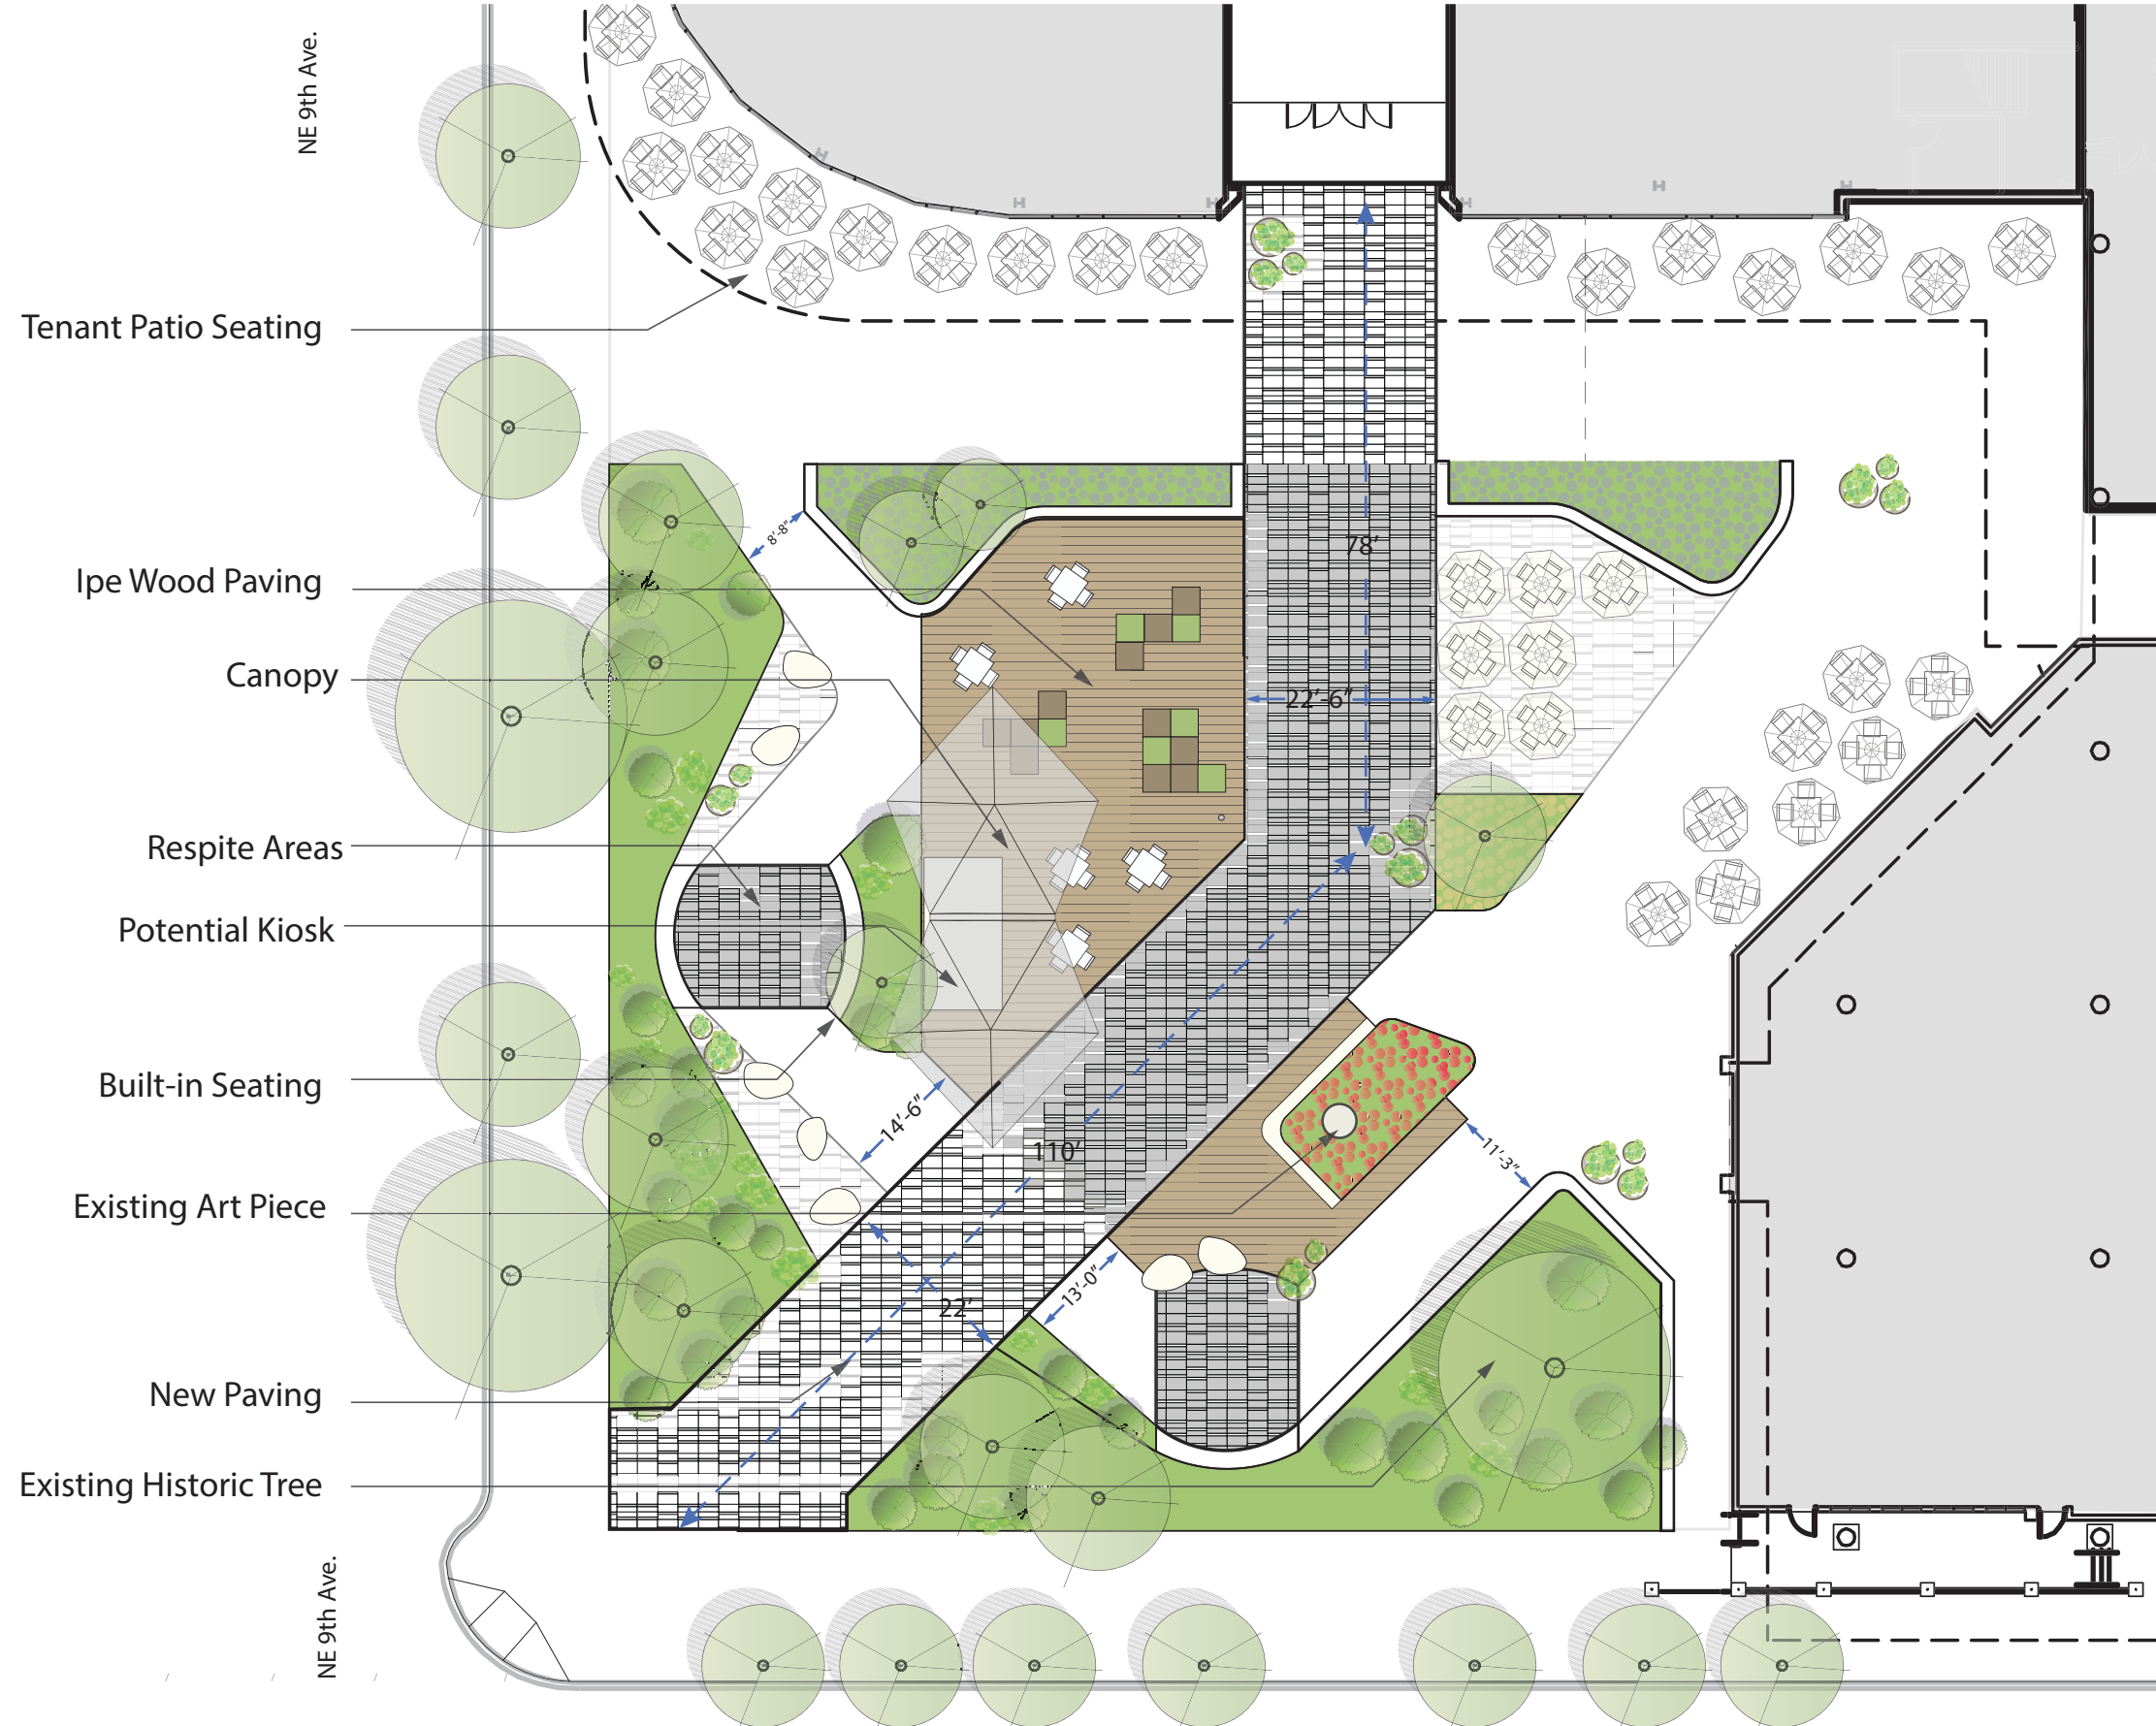 NE 9th Ave.
Tenant Patio Seating
8'-8"
78'
Ipe Wood Paving
Canopy
22'-6"
Respite Areas
Potential Kiosk
Built-in Seating
14'-6"
110'
11'-3"
Existing Art Piece
13'-0"
22'
New Paving
Existing Historic Tree
NE 9th Ave.